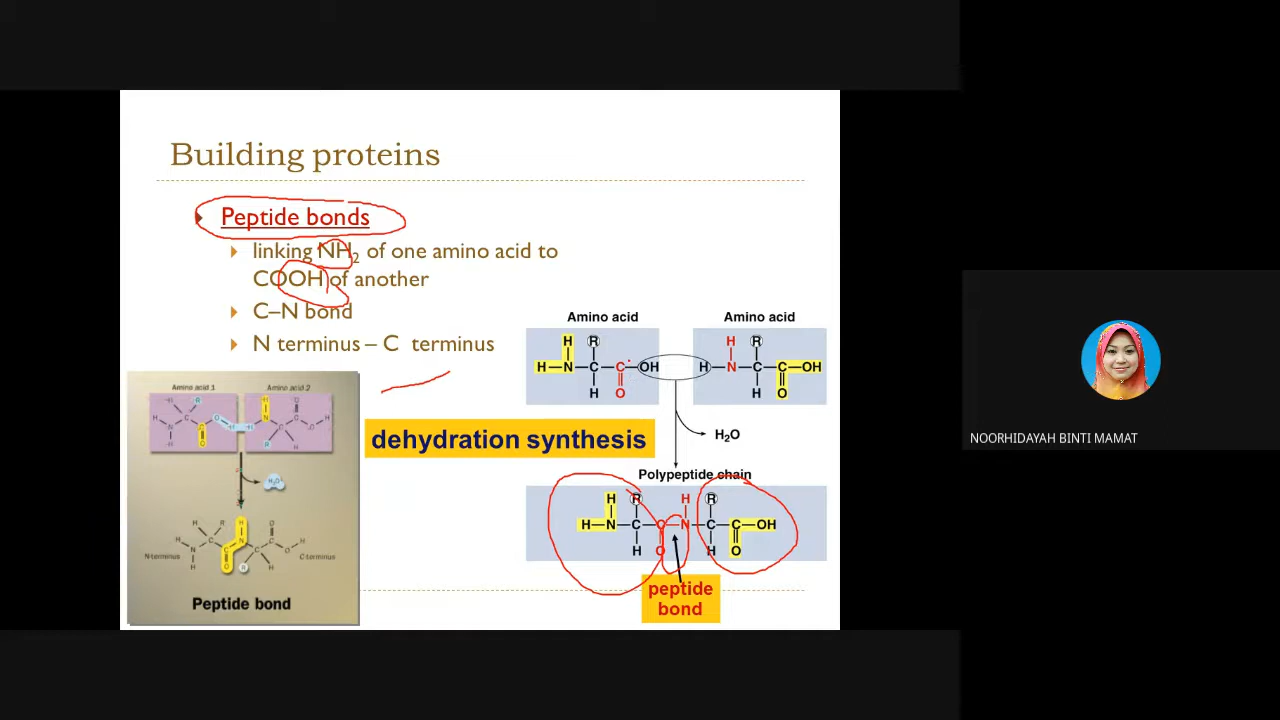 Building proteins
Peptide bonds
linking NH2 of one amino acid to
COOH of another
C–N bond
N terminus – C terminus
Amino acid 1
Amino acid 2
H₂O
N-terminus
C-terminus
Peptide bond
dehydration synthesis
Amino acid
Amino acid
H R
H N C C OH
H O
H R
H N C C OH
H O
H2O
Polypeptide chain
H R H R
H N C C N C C OH
H O H O
peptide
bond
NOORHIDAYAH BINTI MAMAT